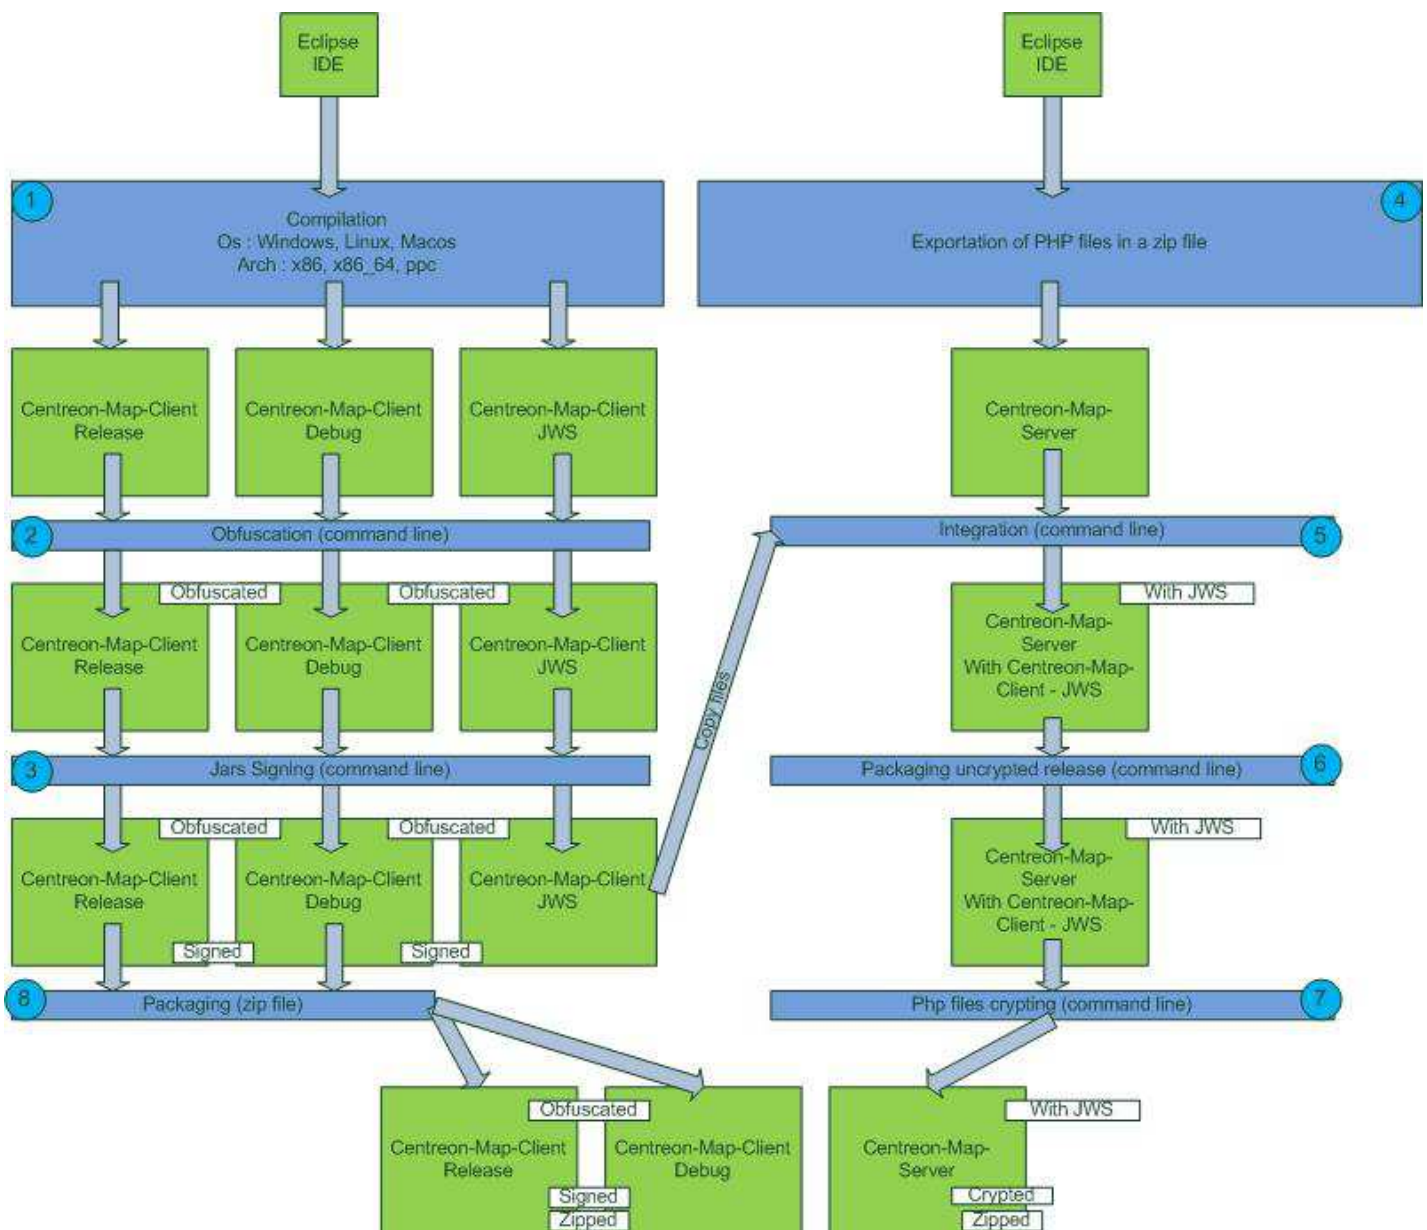 Eclipse
IDE
Eclipse
IDE
1
Compilation
Os : Windows, Linux, Macos
Arch : x86, x86_64, ppc
4
Exportation of PHP files in a zip file
Centreon-Map-Client
Release
Centreon-Map-Client
Debug
Centreon-Map-Client
JWS
Centreon-Map-
Server
2
Obfuscation (command line)
Integration (command line)
5
Obfuscated
Obfuscated
With JWS
Centreon-Map-Client
Release
Centreon-Map-Client
Debug
Centreon-Map-Client
JWS
Copy files
Centreon-Map-
Server
With Centreon-Map-
Client - JWS
3
Jars Signing (command line)
Packaging uncrypted release (command line)
6
Obfuscated
Obfuscated
With JWS
Centreon-Map-Client
Release
Centreon-Map-Client
Debug
Centreon-Map-Client
JWS
Centreon-Map-
Server
With Centreon-Map-
Client - JWS
Signed
Signed
8
Packaging (zip file)
Php files crypting (command line)
7
Obfuscated
With JWS
Centreon-Map-Client
Release
Centreon-Map-Client
Debug
Centreon-Map-
Server
Signed
Zipped
Crypted
Zipped